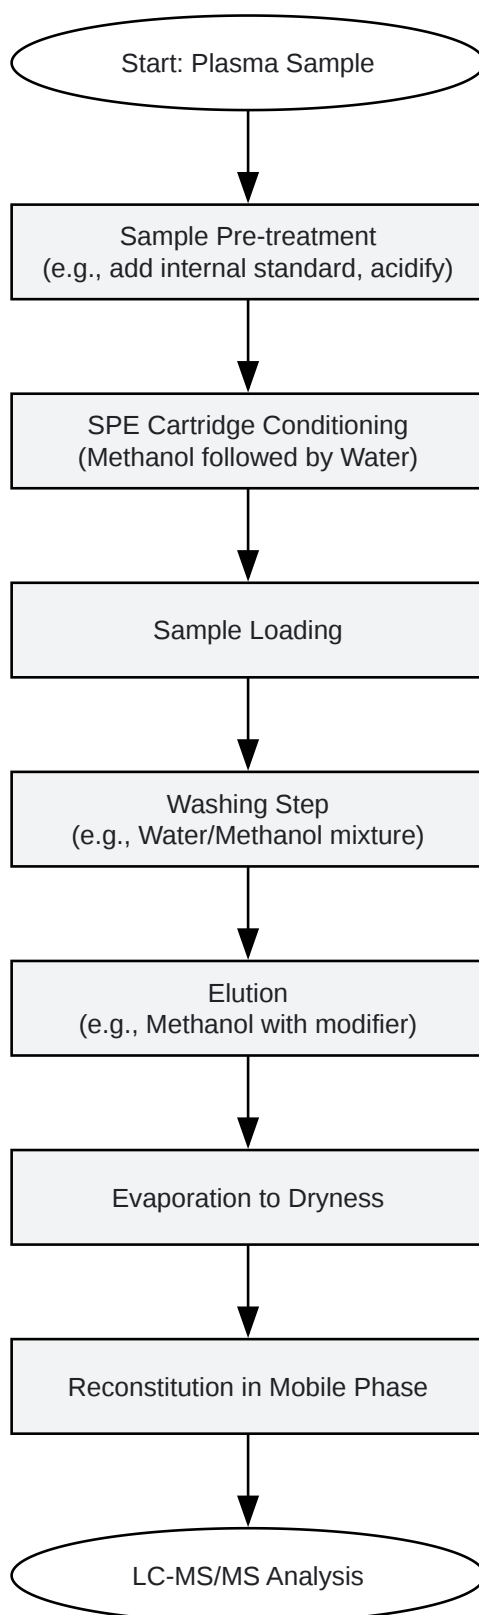 Start: Plasma Sample
Sample Pre-treatment
(e.g., add internal standard, acidify)
SPE Cartridge Conditioning
(Methanol followed by Water)
Sample Loading
Washing Step
(e.g., Water/Methanol mixture)
Elution
(e.g., Methanol with modifier)
Evaporation to Dryness
Reconstitution in Mobile Phase
LC-MS/MS Analysis